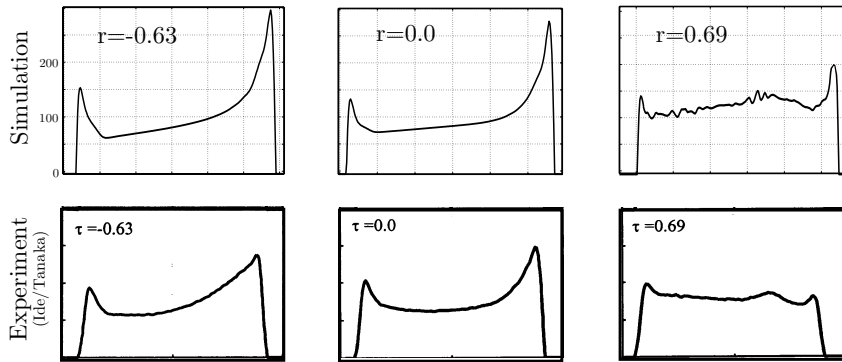 Simulation
r=-0.63
r=0.0
r=0.69
200
100
0
Experiment
(Ide/Tanaka)
τ =-0.63
τ =0.0
τ =0.69